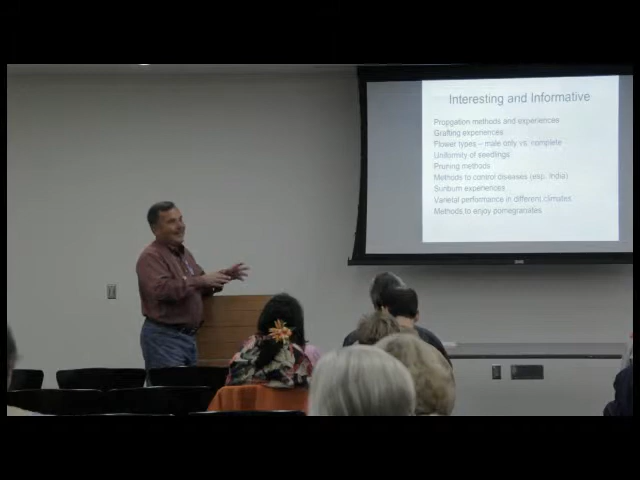 Interesting and Informative
Propgation methods and experiences
Grafting experiences
Flower types – male only vs. complete
Uniformity of seedlings
Pruning methods
Methods to control diseases (esp. India)
Sunburn experiences
Varietal performance in different climates
Methods to enjoy pomegranates